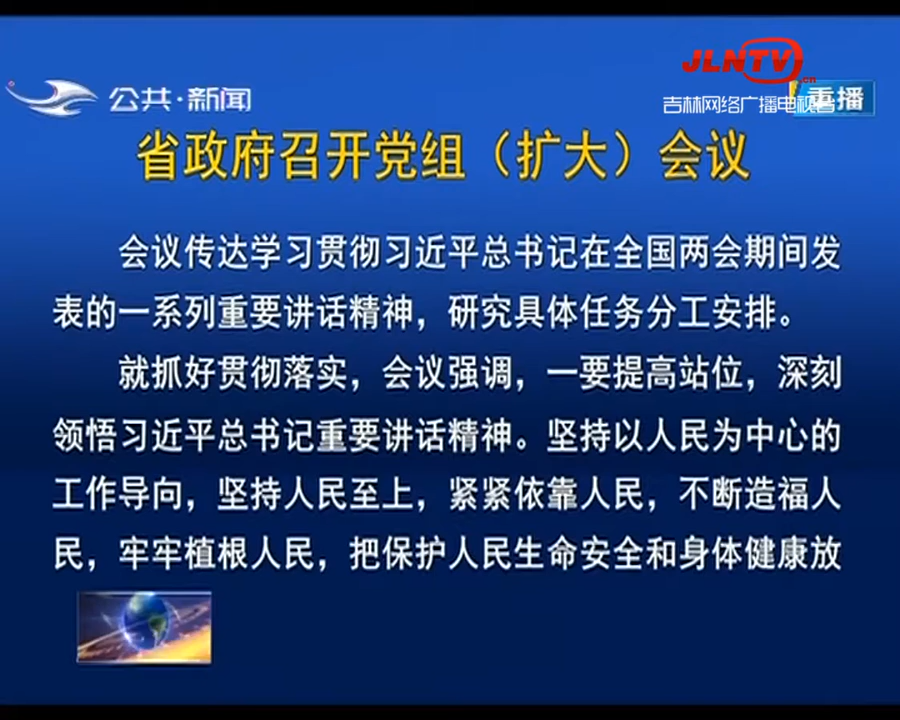 JLNTV.cn
公共·新闻
吉林网络广播电视台
重播
省政府召开党组（扩大）会议
会议传达学习贯彻习近平总书记在全国两会期间发
表的一系列重要讲话精神，研究具体任务分工安排。
就抓好贯彻落实，会议强调，一要提高站位，深刻
领悟习近平总书记重要讲话精神。坚持以人民为中心的
工作导向，坚持人民至上，紧紧依靠人民，不断造福人
民，牢牢植根人民，把保护人民生命安全和身体健康放